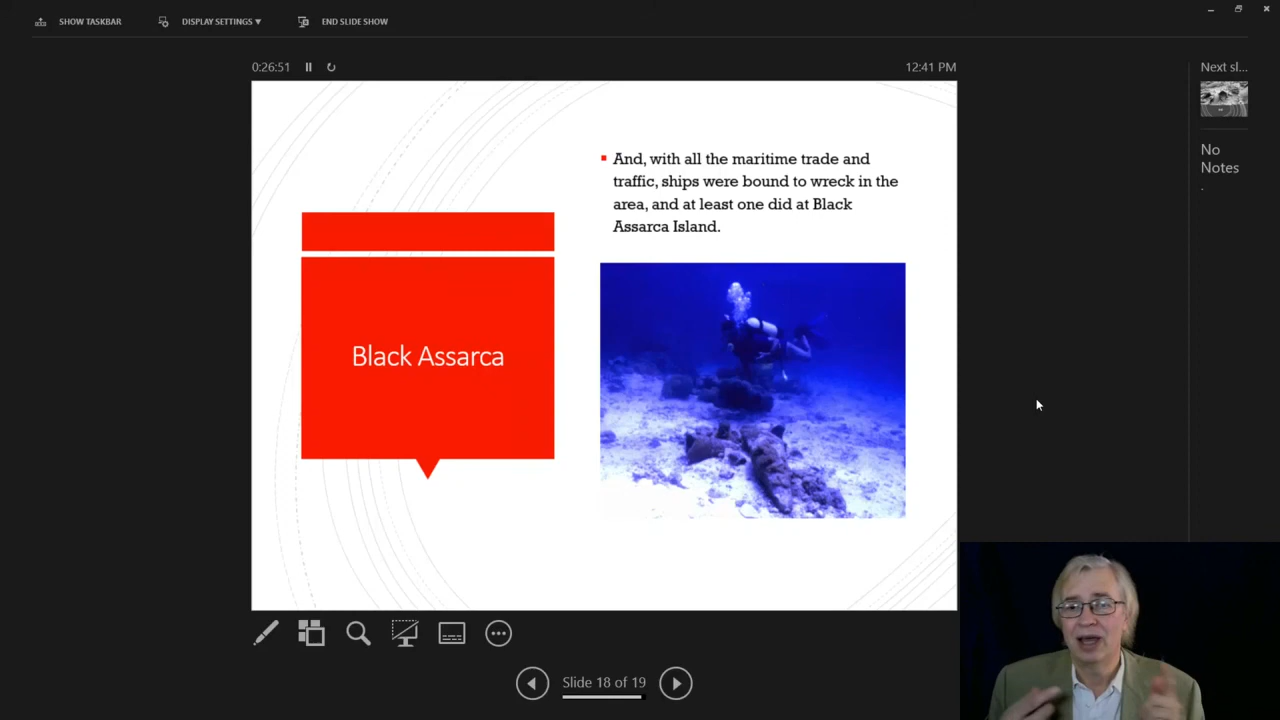 SHOW TASKBAR
DISPLAY SETTINGS ▼
END SLIDE SHOW
0:26:51
12:41 PM
Next sl...
No
Notes
.
And, with all the maritime trade and
traffic, ships were bound to wreck in the
area, and at least one did at Black
Assarca Island.
Black Assarca
Slide 18 of 19